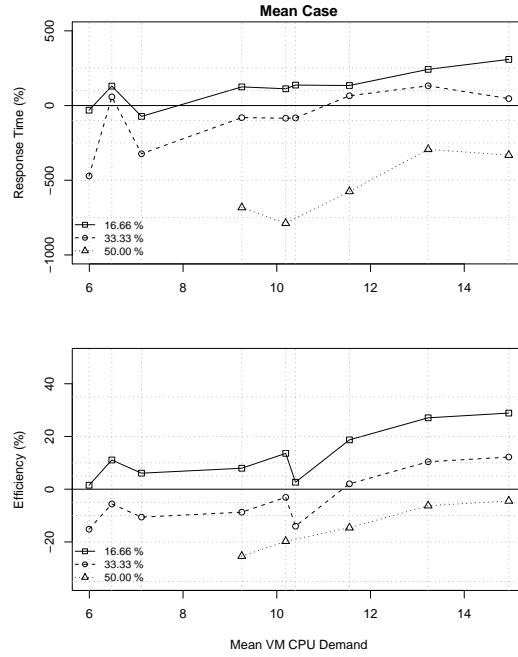 Mean Case
Response Time (%)
500
0
−500
−1000
16.66 %
33.33 %
50.00 %
6 8 10 12 14
Efficiency (%)
40
20
0
−20
16.66 %
33.33 %
50.00 %
6 8 10 12 14
Mean VM CPU Demand